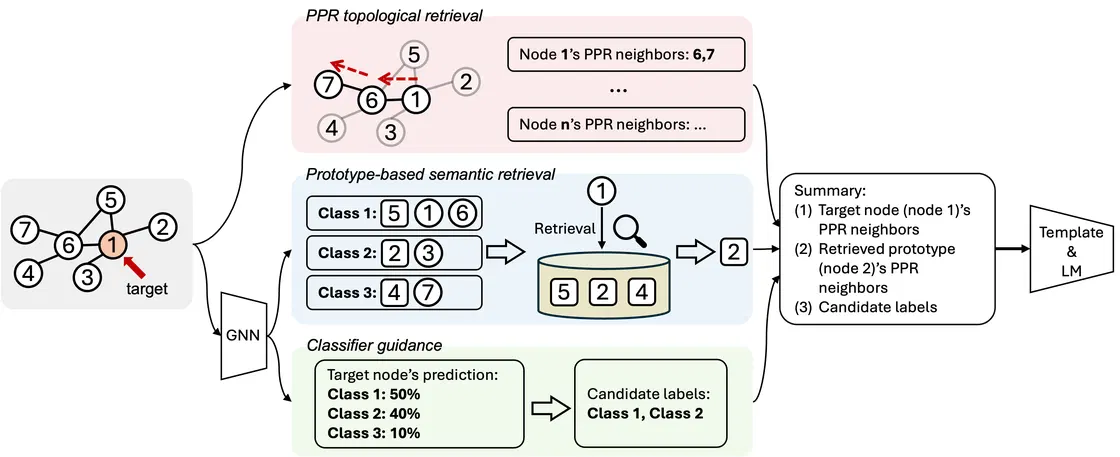 5
7
6
1
2
4
3
target
GNN
PPR topological retrieval
5
7
6
1
2
4
3
Node 1's PPR neighbors: 6,7
...
Node n's PPR neighbors: ...
Prototype-based semantic retrieval
Class 1: 5 1 6
Class 2: 2 3
Class 3: 4 7
1
Retrieval
5 2 4
2
Classifier guidance
Target node's prediction:
Class 1: 50%
Class 2: 40%
Class 3: 10%
Candidate labels:
Class 1, Class 2
Summary:
(1) Target node (node 1)'s
PPR neighbors
(2) Retrieved prototype
(node 2)'s PPR
neighbors
(3) Candidate labels
Template
&
LM